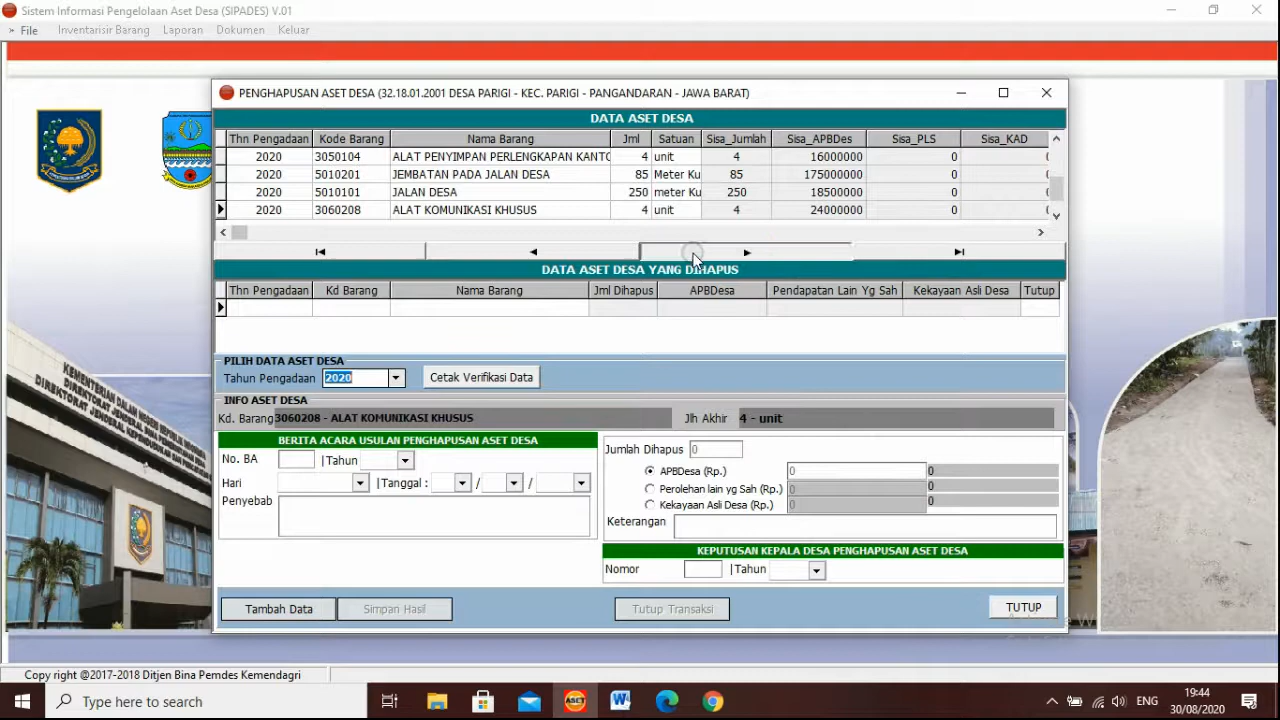 Sistem Informasi Pengelolaan Aset Desa (SIPADES) V.01
> File Inventarisir Barang Laporan Dokumen Keluar
PENGHAPUSAN ASET DESA (32.18.01.2001 DESA PARIGI - KEC. PARIGI - PANGANDARAN - JAWA BARAT)
DATA ASET DESA
Thn Pengadaan Kode Barang Nama Barang Jml Satuan Sisa_Jumlah Sisa_APBDes Sisa_PLS Sisa_KAD
2020 3050104 ALAT PENYIMPAN PERLENGKAPAN KANTO 4 unit 4 16000000 0
2020 5010201 JEMBATAN PADA JALAN DESA 85 Meter Ku 85 175000000 0
2020 5010101 JALAN DESA 250 meter Ku 250 18500000 0
2020 3060208 ALAT KOMUNIKASI KHUSUS 4 unit 4 24000000 0
DATA ASET DESA YANG DIHAPUS
Thn Pengadaan Kd Barang Nama Barang Jml Dihapus APBDesa Pendapatan Lain Yg Sah Kekayaan Asli Desa Tutup
PILIH DATA ASET DESA
Tahun Pengadaan 2020 Cetak Verifikasi Data
INFO ASET DESA
Kd. Barang 3060208 - ALAT KOMUNIKASI KHUSUS Jlh Akhir 4 - unit
BERITA ACARA USULAN PENGHAPUSAN ASET DESA
No. BA |Tahun
Hari |Tanggal : / /
Penyebab
Jumlah Dihapus 0
APBDesa (Rp.) 0 0
Perolehan lain yg Sah (Rp.) 0 0
Kekayaan Asli Desa (Rp.) 0 0
Keterangan
KEPUTUSAN KEPALA DESA PENGHAPUSAN ASET DESA
Nomor |Tahun
Tambah Data Simpan Hasil Tutup Transaksi TUTUP
KEMENTERIAN DALAM NEGERI REPUBLIK
Copy right @2017-2018 Ditjen Bina Pemdes Kemendagri
Type here to search
ASET
ENG
19:44
30/08/2020